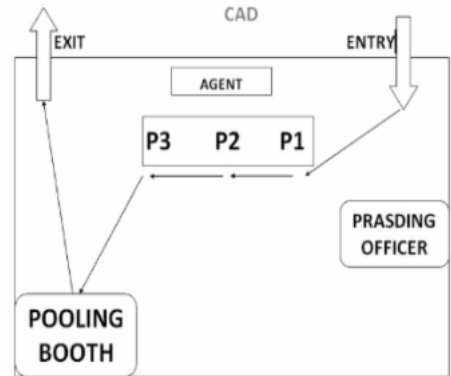 CAD
EXIT
ENTRY
AGENT
P3 P2 P1
PRASDING
OFFICER
POOLING
BOOTH